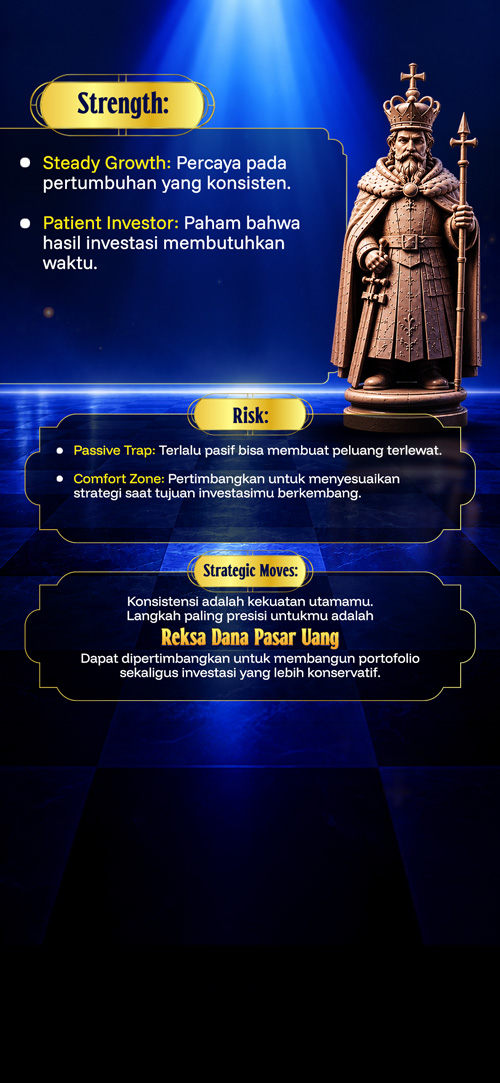 Strength:
Steady Growth: Percaya pada
pertumbuhan yang konsisten.
Patient Investor: Paham bahwa
hasil investasi membutuhkan
waktu.
Risk:
Passive Trap: Terlalu pasif bisa membuat peluang terlewat.
Comfort Zone: Pertimbangkan untuk menyesuaikan
strategi saat tujuan investasimu berkembang.
Strategic Moves:
Konsistensi adalah kekuatan utamamu.
Langkah paling presisi untukmu adalah
Reksa Dana Pasar Uang
Dapat dipertimbangkan untuk membangun portofolio
sekaligus investasi yang lebih konservatif.